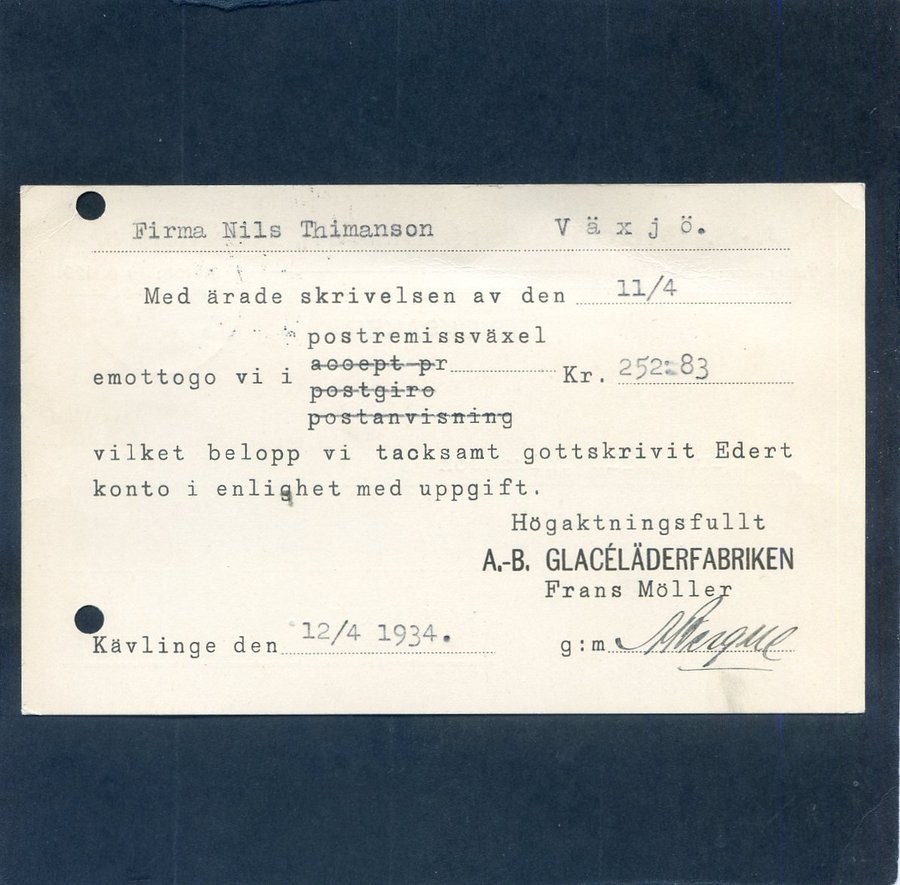 Firma Nils Thimanson V ä x j ö.
Med ärade skrivelsen av den 11/4
postremissväxel
accept pr
emottogo vi i Kr. 252:83
postgiro
postanvisning
vilket belopp vi tacksamt gottskrivit Edert
konto i enlighet med uppgift.
Högaktningsfullt
A.-B. GLACÉLÄDERFABRIKEN
Frans Möller
Kävlinge den 12/4 1934. g:m